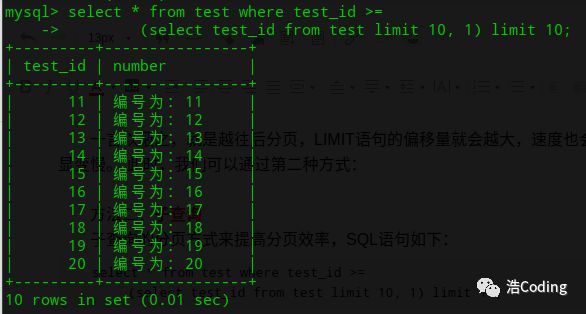 mysql> select * from test where test_id >=
    ->         (select test_id from test limit 10, 1) limit 10;
+---------+----------------+
| test_id | number         |
+---------+----------------+
|      11 | 编号为: 11     |
|      12 | 编号为: 12     |
|      13 | 编号为: 13     |
|      14 | 编号为: 14     |
|      15 | 编号为: 15     |
|      16 | 编号为: 16     |
|      17 | 编号为: 17     |
|      18 | 编号为: 18     |
|      19 | 编号为: 19     |
|      20 | 编号为: 20     |
+---------+----------------+
10 rows in set (0.01 sec)
13px
是越往后分页，LIMIT语句的偏移量就会越大，速度也会
我们可以通过第二种方式：
方式来提高分页效率，SQL语句如下：
select * from test where test_id >=
(select test_id from test limit 10, 1) limit
浩Coding